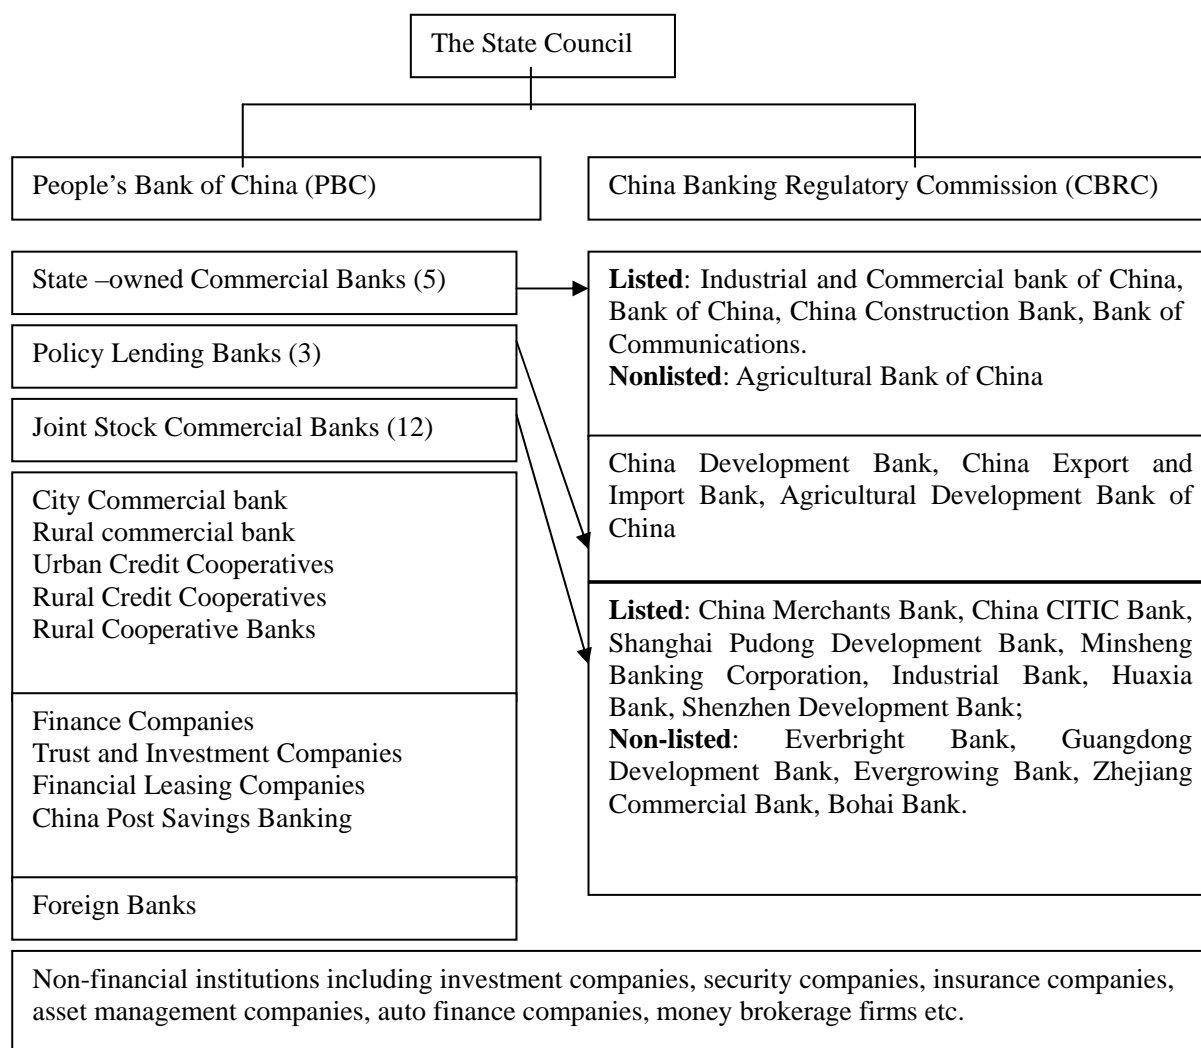 The State Council
People’s Bank of China (PBC)
China Banking Regulatory Commission (CBRC)
State –owned Commercial Banks (5)
Policy Lending Banks (3)
Joint Stock Commercial Banks (12)
City Commercial bank
Rural commercial bank
Urban Credit Cooperatives
Rural Credit Cooperatives
Rural Cooperative Banks
Finance Companies
Trust and Investment Companies
Financial Leasing Companies
China Post Savings Banking
Foreign Banks
Listed: Industrial and Commercial bank of China,
Bank of China, China Construction Bank, Bank of
Communications.
Nonlisted: Agricultural Bank of China
China Development Bank, China Export and
Import Bank, Agricultural Development Bank of
China
Listed: China Merchants Bank, China CITIC Bank,
Shanghai Pudong Development Bank, Minsheng
Banking Corporation, Industrial Bank, Huaxia
Bank, Shenzhen Development Bank;
Non-listed: Everbright Bank, Guangdong
Development Bank, Evergrowing Bank, Zhejiang
Commercial Bank, Bohai Bank.
Non-financial institutions including investment companies, security companies, insurance companies,
asset management companies, auto finance companies, money brokerage firms etc.